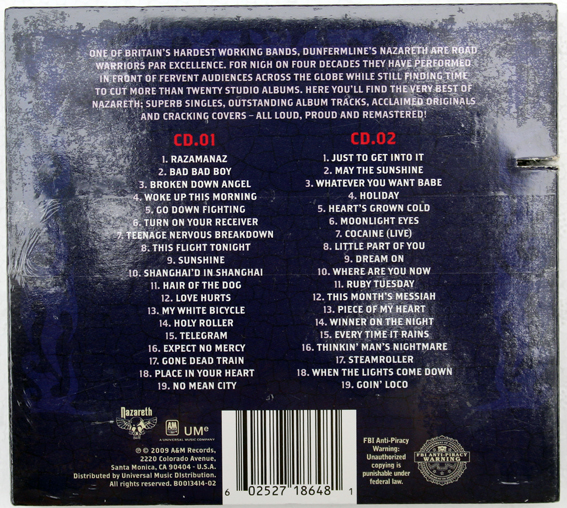 ONE OF BRITAIN'S HARDEST WORKING BANDS, DUNFERMLINE'S NAZARETH ARE ROAD
WARRIORS PAR EXCELLENCE. FOR NIGH ON FOUR DECADES THEY HAVE PERFORMED
IN FRONT OF FERVENT AUDIENCES ACROSS THE GLOBE WHILE STILL FINDING TIME
TO CUT MORE THAN TWENTY STUDIO ALBUMS. HERE YOU'LL FIND THE VERY BEST OF
NAZARETH; SUPERB SINGLES, OUTSTANDING ALBUM TRACKS, ACCLAIMED ORIGINALS
AND CRACKING COVERS – ALL LOUD, PROUD AND REMASTERED!
CD.01
1. RAZAMANAZ
2. BAD BAD BOY
3. BROKEN DOWN ANGEL
4. WOKE UP THIS MORNING
5. GO DOWN FIGHTING
6. TURN ON YOUR RECEIVER
7. TEENAGE NERVOUS BREAKDOWN
8. THIS FLIGHT TONIGHT
9. SUNSHINE
10. SHANGHAI'D IN SHANGHAI
11. HAIR OF THE DOG
12. LOVE HURTS
13. MY WHITE BICYCLE
14. HOLY ROLLER
15. TELEGRAM
16. EXPECT NO MERCY
17. GONE DEAD TRAIN
18. PLACE IN YOUR HEART
19. NO MEAN CITY
CD.02
1. JUST TO GET INTO IT
2. MAY THE SUNSHINE
3. WHATEVER YOU WANT BABE
4. HOLIDAY
5. HEART'S GROWN COLD
6. MOONLIGHT EYES
7. COCAINE (LIVE)
8. LITTLE PART OF YOU
9. DREAM ON
10. WHERE ARE YOU NOW
11. RUBY TUESDAY
12. THIS MONTH'S MESSIAH
13. PIECE OF MY HEART
14. WINNER ON THE NIGHT
15. EVERY TIME IT RAINS
16. THINKIN' MAN'S NIGHTMARE
17. STEAMROLLER
18. WHEN THE LIGHTS COME DOWN
19. GOIN' LOCO
Nazareth
A&M
RECORDS
UMe
A UNIVERSAL MUSIC COMPANY
℗ © 2009 A&M Records,
2220 Colorado Avenue,
Santa Monica, CA 90404 - U.S.A.
Distributed by Universal Music Distribution.
All rights reserved. B0013414-02
6 02527 18648 1
FBI Anti-Piracy
Warning:
Unauthorized
copying is
punishable under
federal law.
FBI ANTI-PIRACY
WARNING